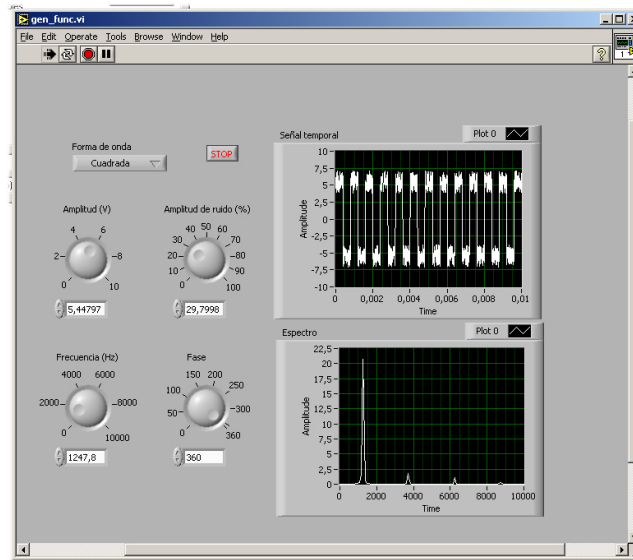 gen_func.vi
File Edit Operate Tools Browse Window Help
? 1
Forma de onda
Cuadrada
STOP
Señal temporal
Plot 0
10
7,5
5
2,5
0
-2,5
-5
-7,5
-10
Amplitude
0 0,002 0,004 0,006 0,008 0,01
Time
Amplitud (V)
0 2 4 6 8 10
5,44797
Amplitud de ruido (%)
0 10 20 30 40 50 60 70 80 90 100
29,7998
Frecuencia (Hz)
0 2000 4000 6000 8000 10000
1247,8
Fase
0 50 100 150 200 250 300 360
360
Espectro
Plot 0
22,5
20
17,5
15
12,5
10
7,5
5
2,5
0
Amplitude
0 2000 4000 6000 8000 10000
Time